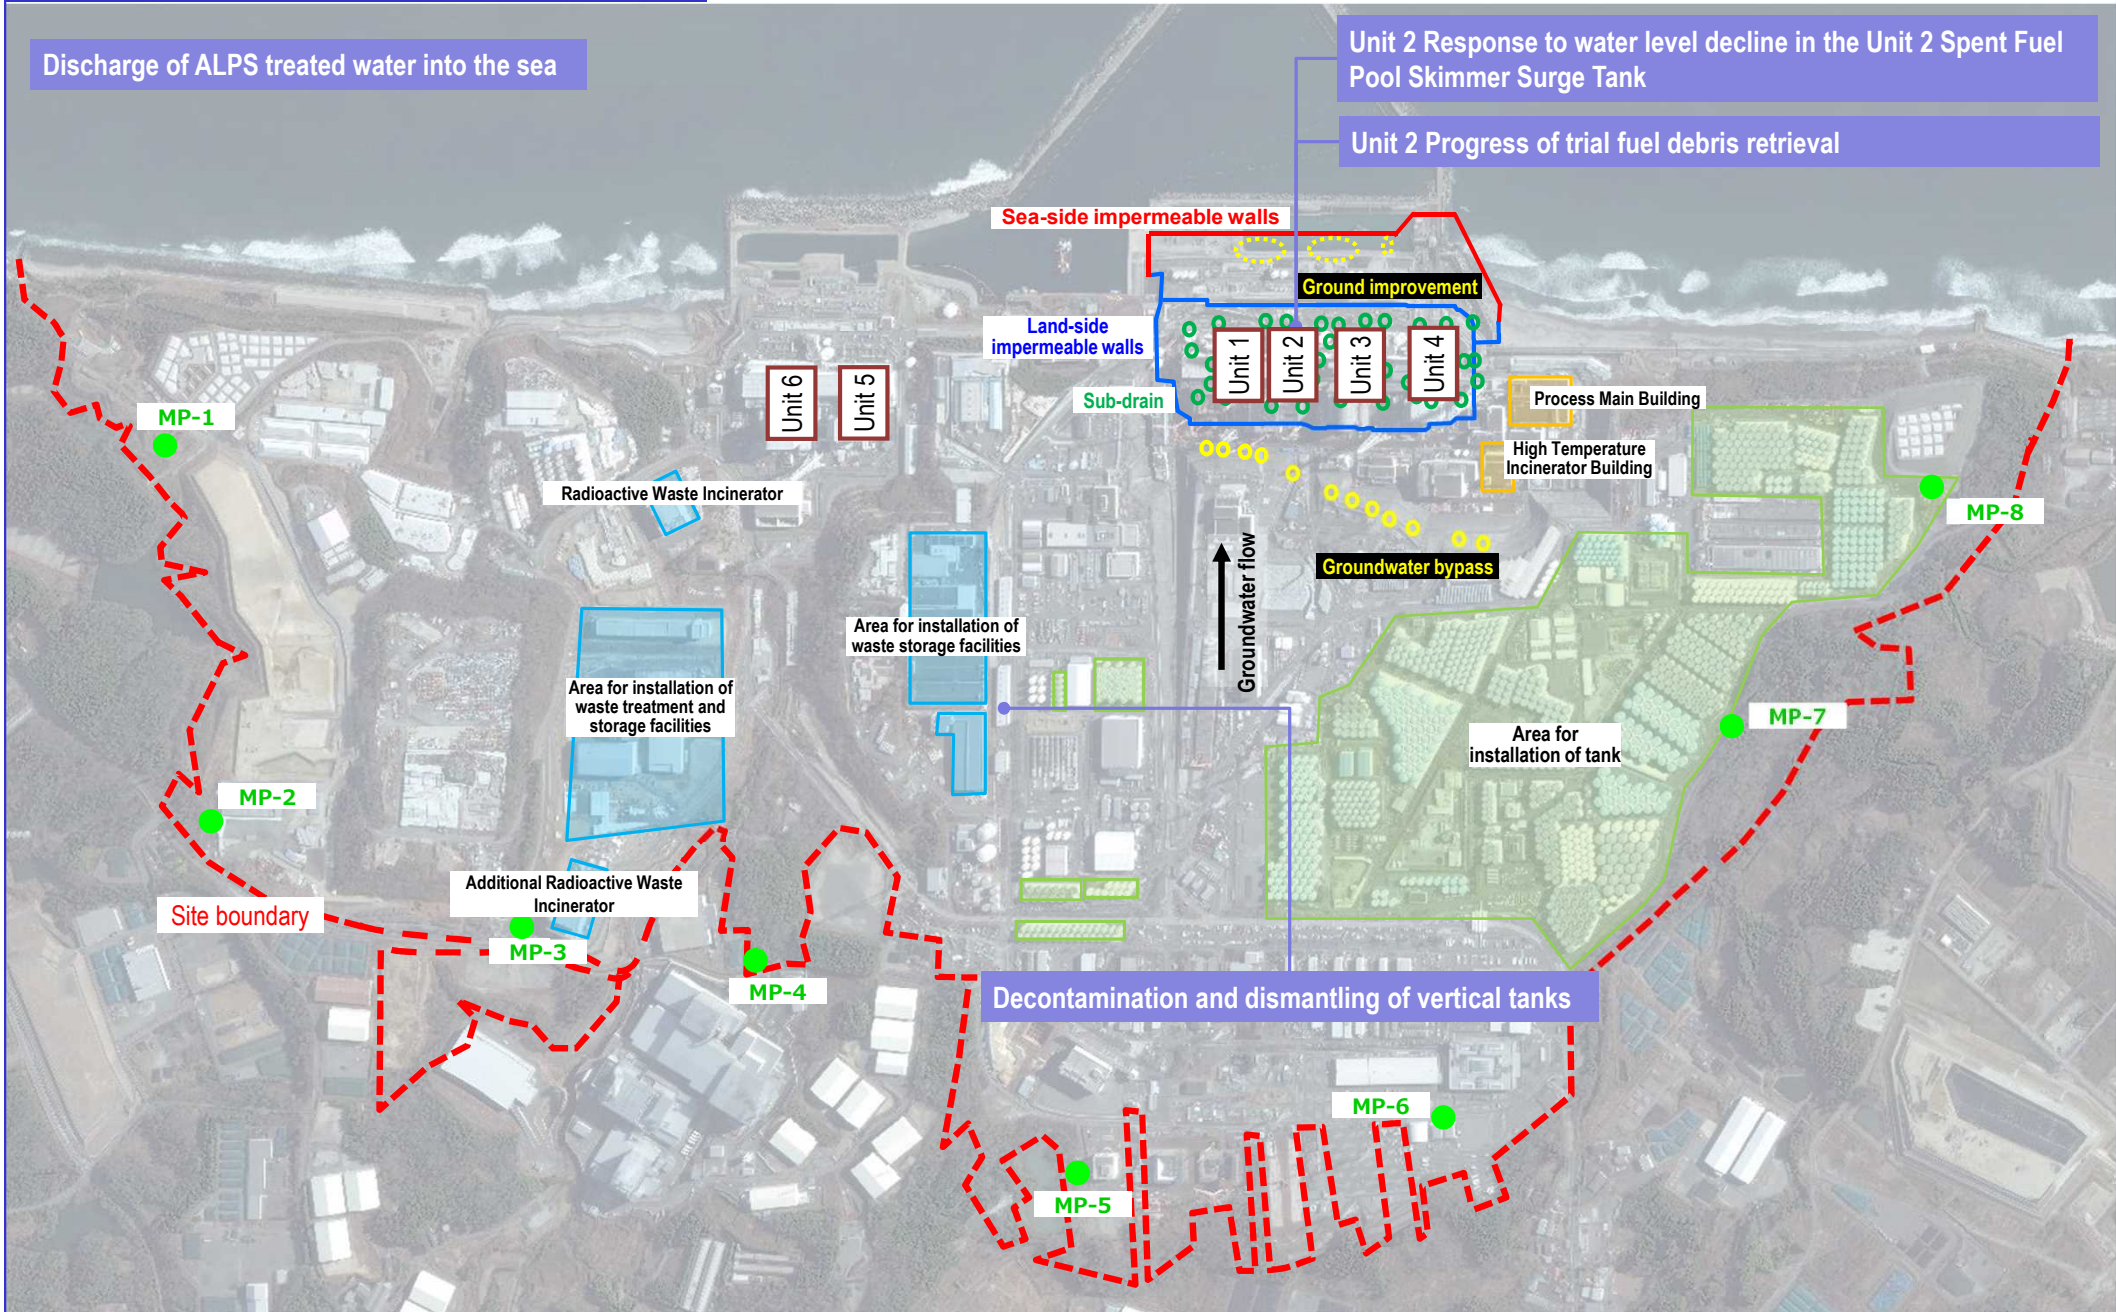 Discharge of ALPS treated water into the sea
Unit 2 Response to water level decline in the Unit 2 Spent Fuel
Pool Skimmer Surge Tank
Unit 2 Progress of trial fuel debris retrieval
Sea-side impermeable walls
Ground improvement
Land-side
impermeable walls
Unit 1
Unit 2
Unit 3
Unit 4
Unit 6
Unit 5
Sub-drain
Process Main Building
MP-1
High Temperature
Incinerator Building
Radioactive Waste Incinerator
MP-8
Groundwater bypass
Groundwater flow
Area for installation of
waste storage facilities
Area for installation of
waste treatment and
storage facilities
MP-7
Area for
installation of tank
MP-2
Additional Radioactive Waste
Incinerator
Site boundary
MP-3
MP-4
Decontamination and dismantling of vertical tanks
MP-6
MP-5